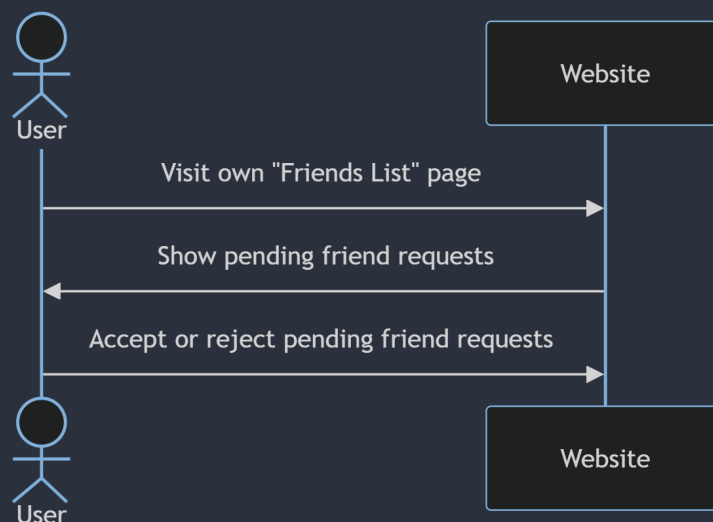 Website
User
Visit own "Friends List" page
Show pending friend requests
Accept or reject pending friend requests
Website
User